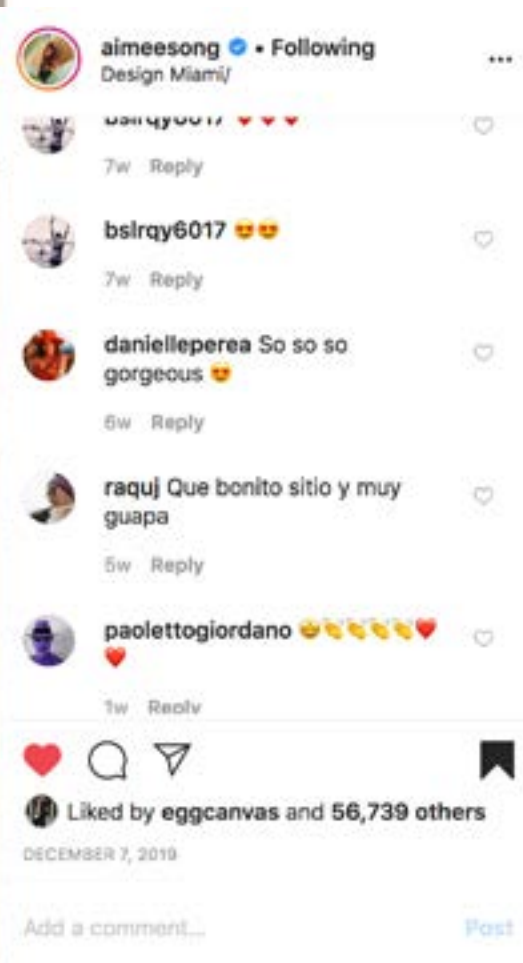 aimeesong • Following
Design Miami/
bslrqy6017 ❤️❤️❤️
7w Reply
bslrqy6017 😍😍
7w Reply
danielleperea So so so
gorgeous 😍
6w Reply
raquj Que bonito sitio y muy
guapa
5w Reply
paolettogiordano 🤩👏👏👏👏❤️
❤️
1w Reply
Liked by eggcanvas and 56,739 others
DECEMBER 7, 2019
Add a comment...
Post